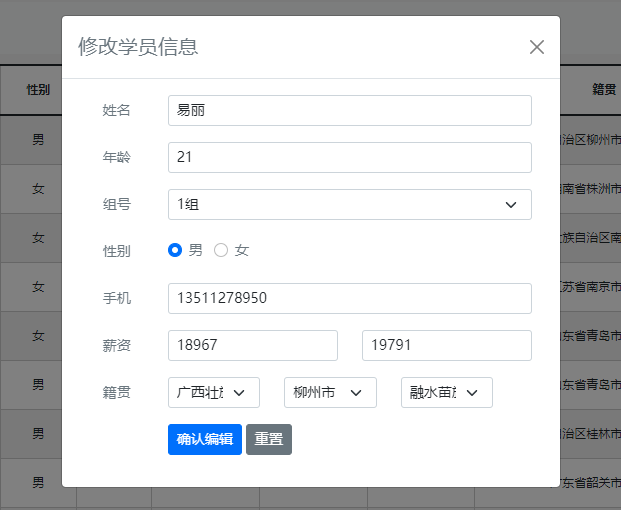 修改学员信息
性别
籍贯
姓名
易丽
男
治区柳州市
年龄
21
女
南省株洲市
组号
1组
女
族自治区南
性别
男
女
女
苏省南京市
手机
13511278950
女
东省青岛市
薪资
18967
19791
男
东省青岛市
籍贯
广西壮
柳州市
融水苗
男
治区桂林市
确认编辑
重置
男
东省韶关市